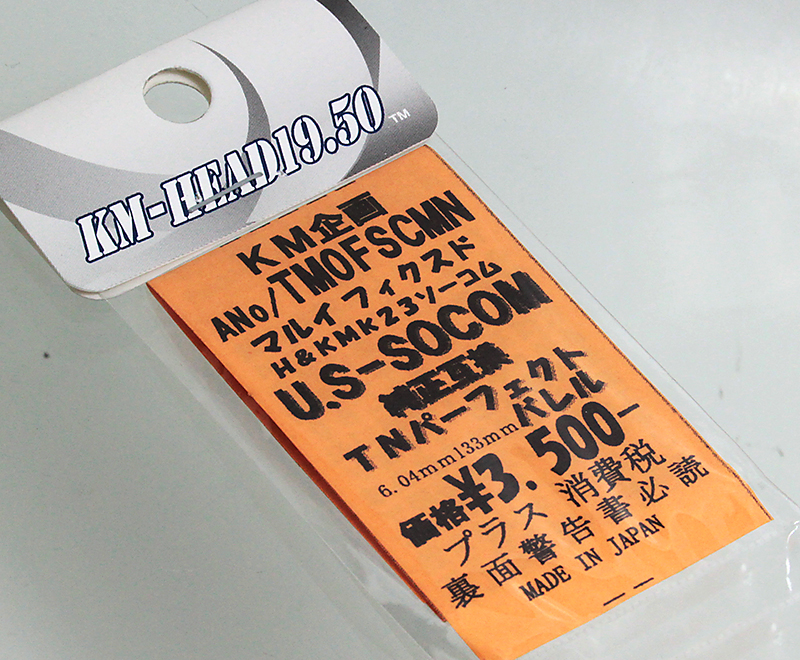 KM-HEAD19.50 TM
KM企画
ANo/TMOFSCMN
マルイフィクスド
H&KMK23ソーコム
U.S-SOCOM
純正互換
TNパーフェクト
バレル
6.04mm133mm
価格¥3.500-
プラス 消費税
裏面警告書必読
MADE IN JAPAN